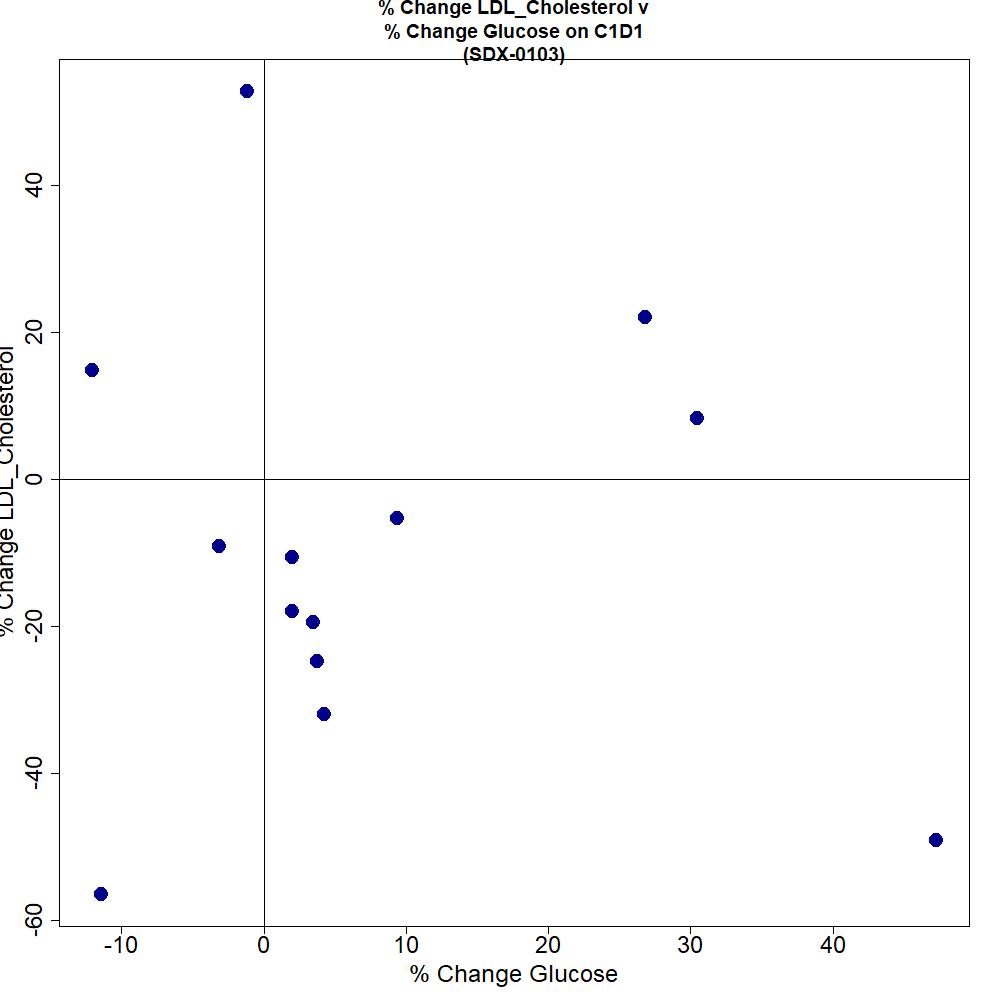 % Change LDL_Cholesterol v
% Change Glucose on C1D1
(SDX-0103)
% Change LDL_Cholesterol
40
20
0
-20
-40
-60
-10
0
10
20
30
40
% Change Glucose